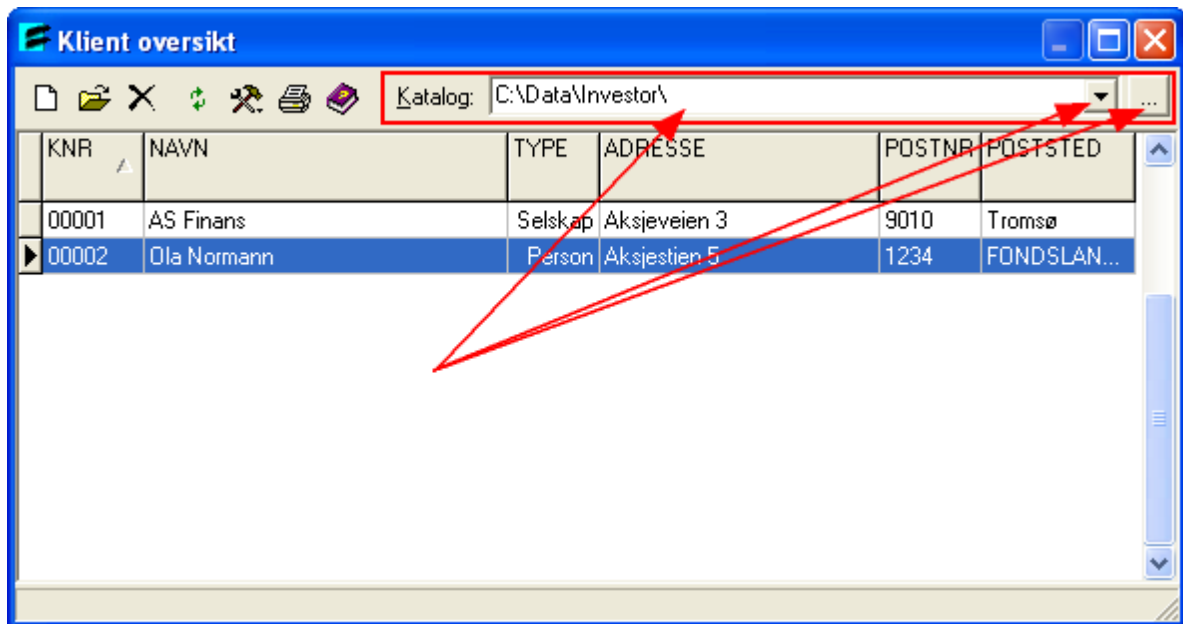 Klient oversikt
Katalog: C:\Data\Investor\ ...
KNR NAVN TYPE ADRESSE POSTNR POSTSTED
00001 AS Finans Selskap Aksjeveien 3 9010 Tromsø
00002 Ola Normann Person Aksjestien 5 1234 FONDSLAN...